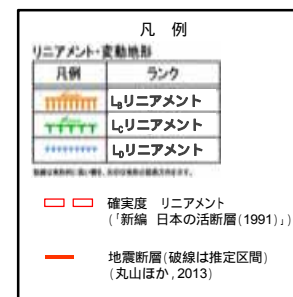 凡 例
リニアメント・変動地形
凡例 ランク
LBリニアメント
LCリニアメント
LDリニアメント
確実度 リニアメント
(「新編 日本の活断層(1991)」)
地震断層(破線は推定区間)
(丸山ほか,2013)